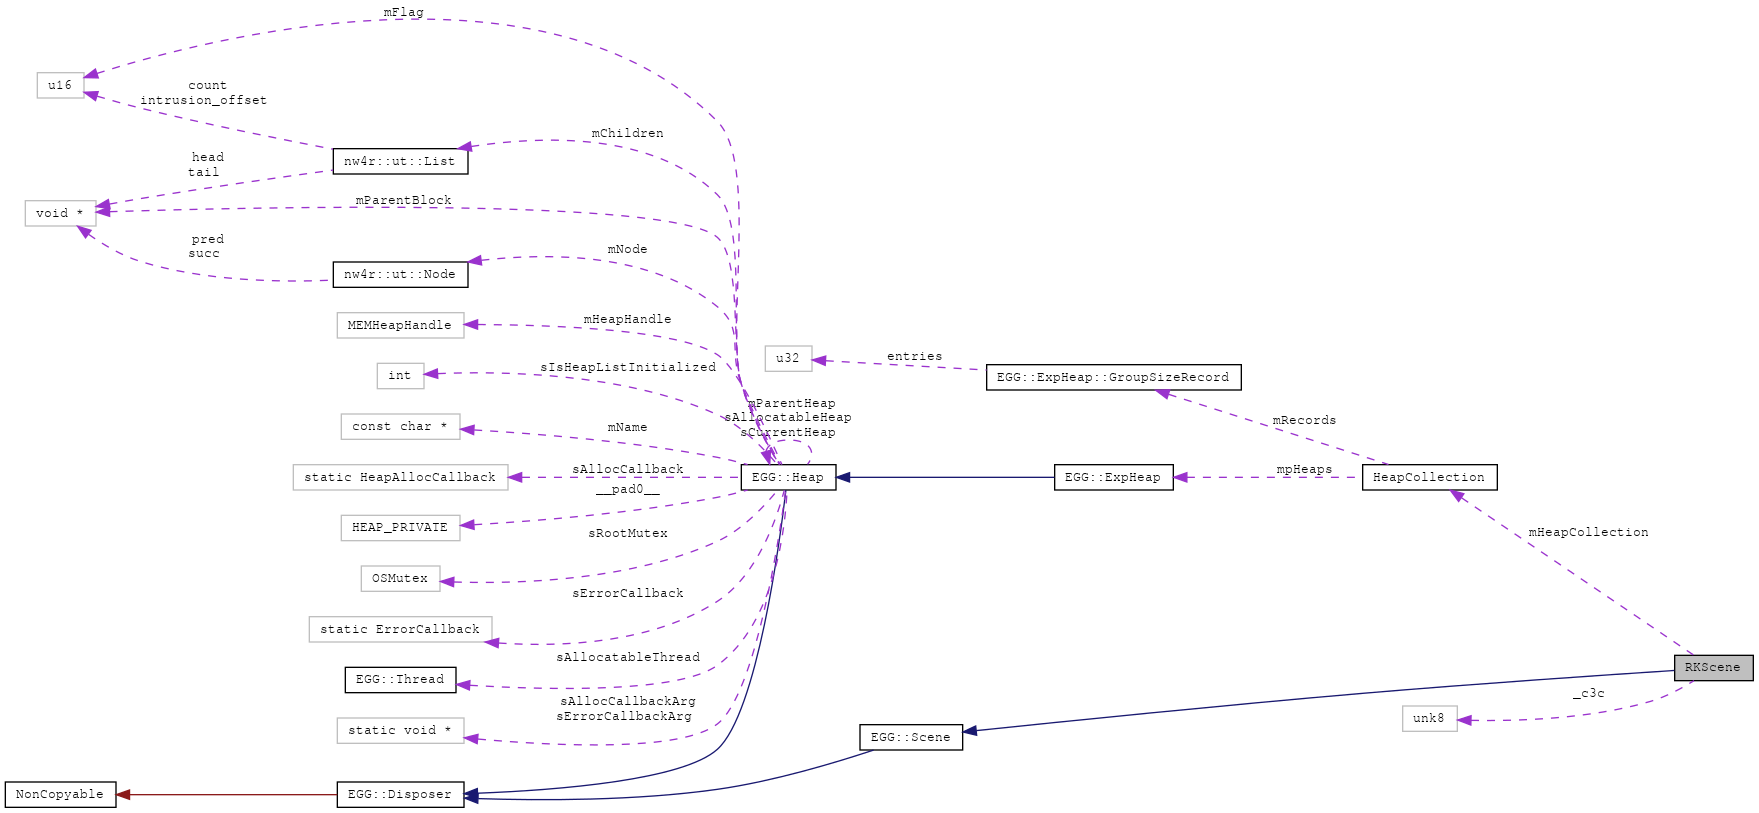 mFlag
u16
count
intrusion_offset
mChildren
nw4r::ut::List
head
tail
mParentBlock
void *
pred
succ
mNode
nw4r::ut::Node
mHeapHandle
MEMHeapHandle
u32
entries
sIsHeapListInitialized
int
EGG::ExpHeap::GroupSizeRecord
mParentHeap
sAllocatableHeap
sCurrentHeap
mName
const char *
mRecords
sAllocCallback
static HeapAllocCallback
EGG::Heap
EGG::ExpHeap
mpHeaps
HeapCollection
__pad0__
HEAP_PRIVATE
sRootMutex
mHeapCollection
OSMutex
sErrorCallback
static ErrorCallback
sAllocatableThread
EGG::Thread
RKScene
_c3c
unk8
sAllocCallbackArg
sErrorCallbackArg
static void *
EGG::Scene
NonCopyable
EGG::Disposer